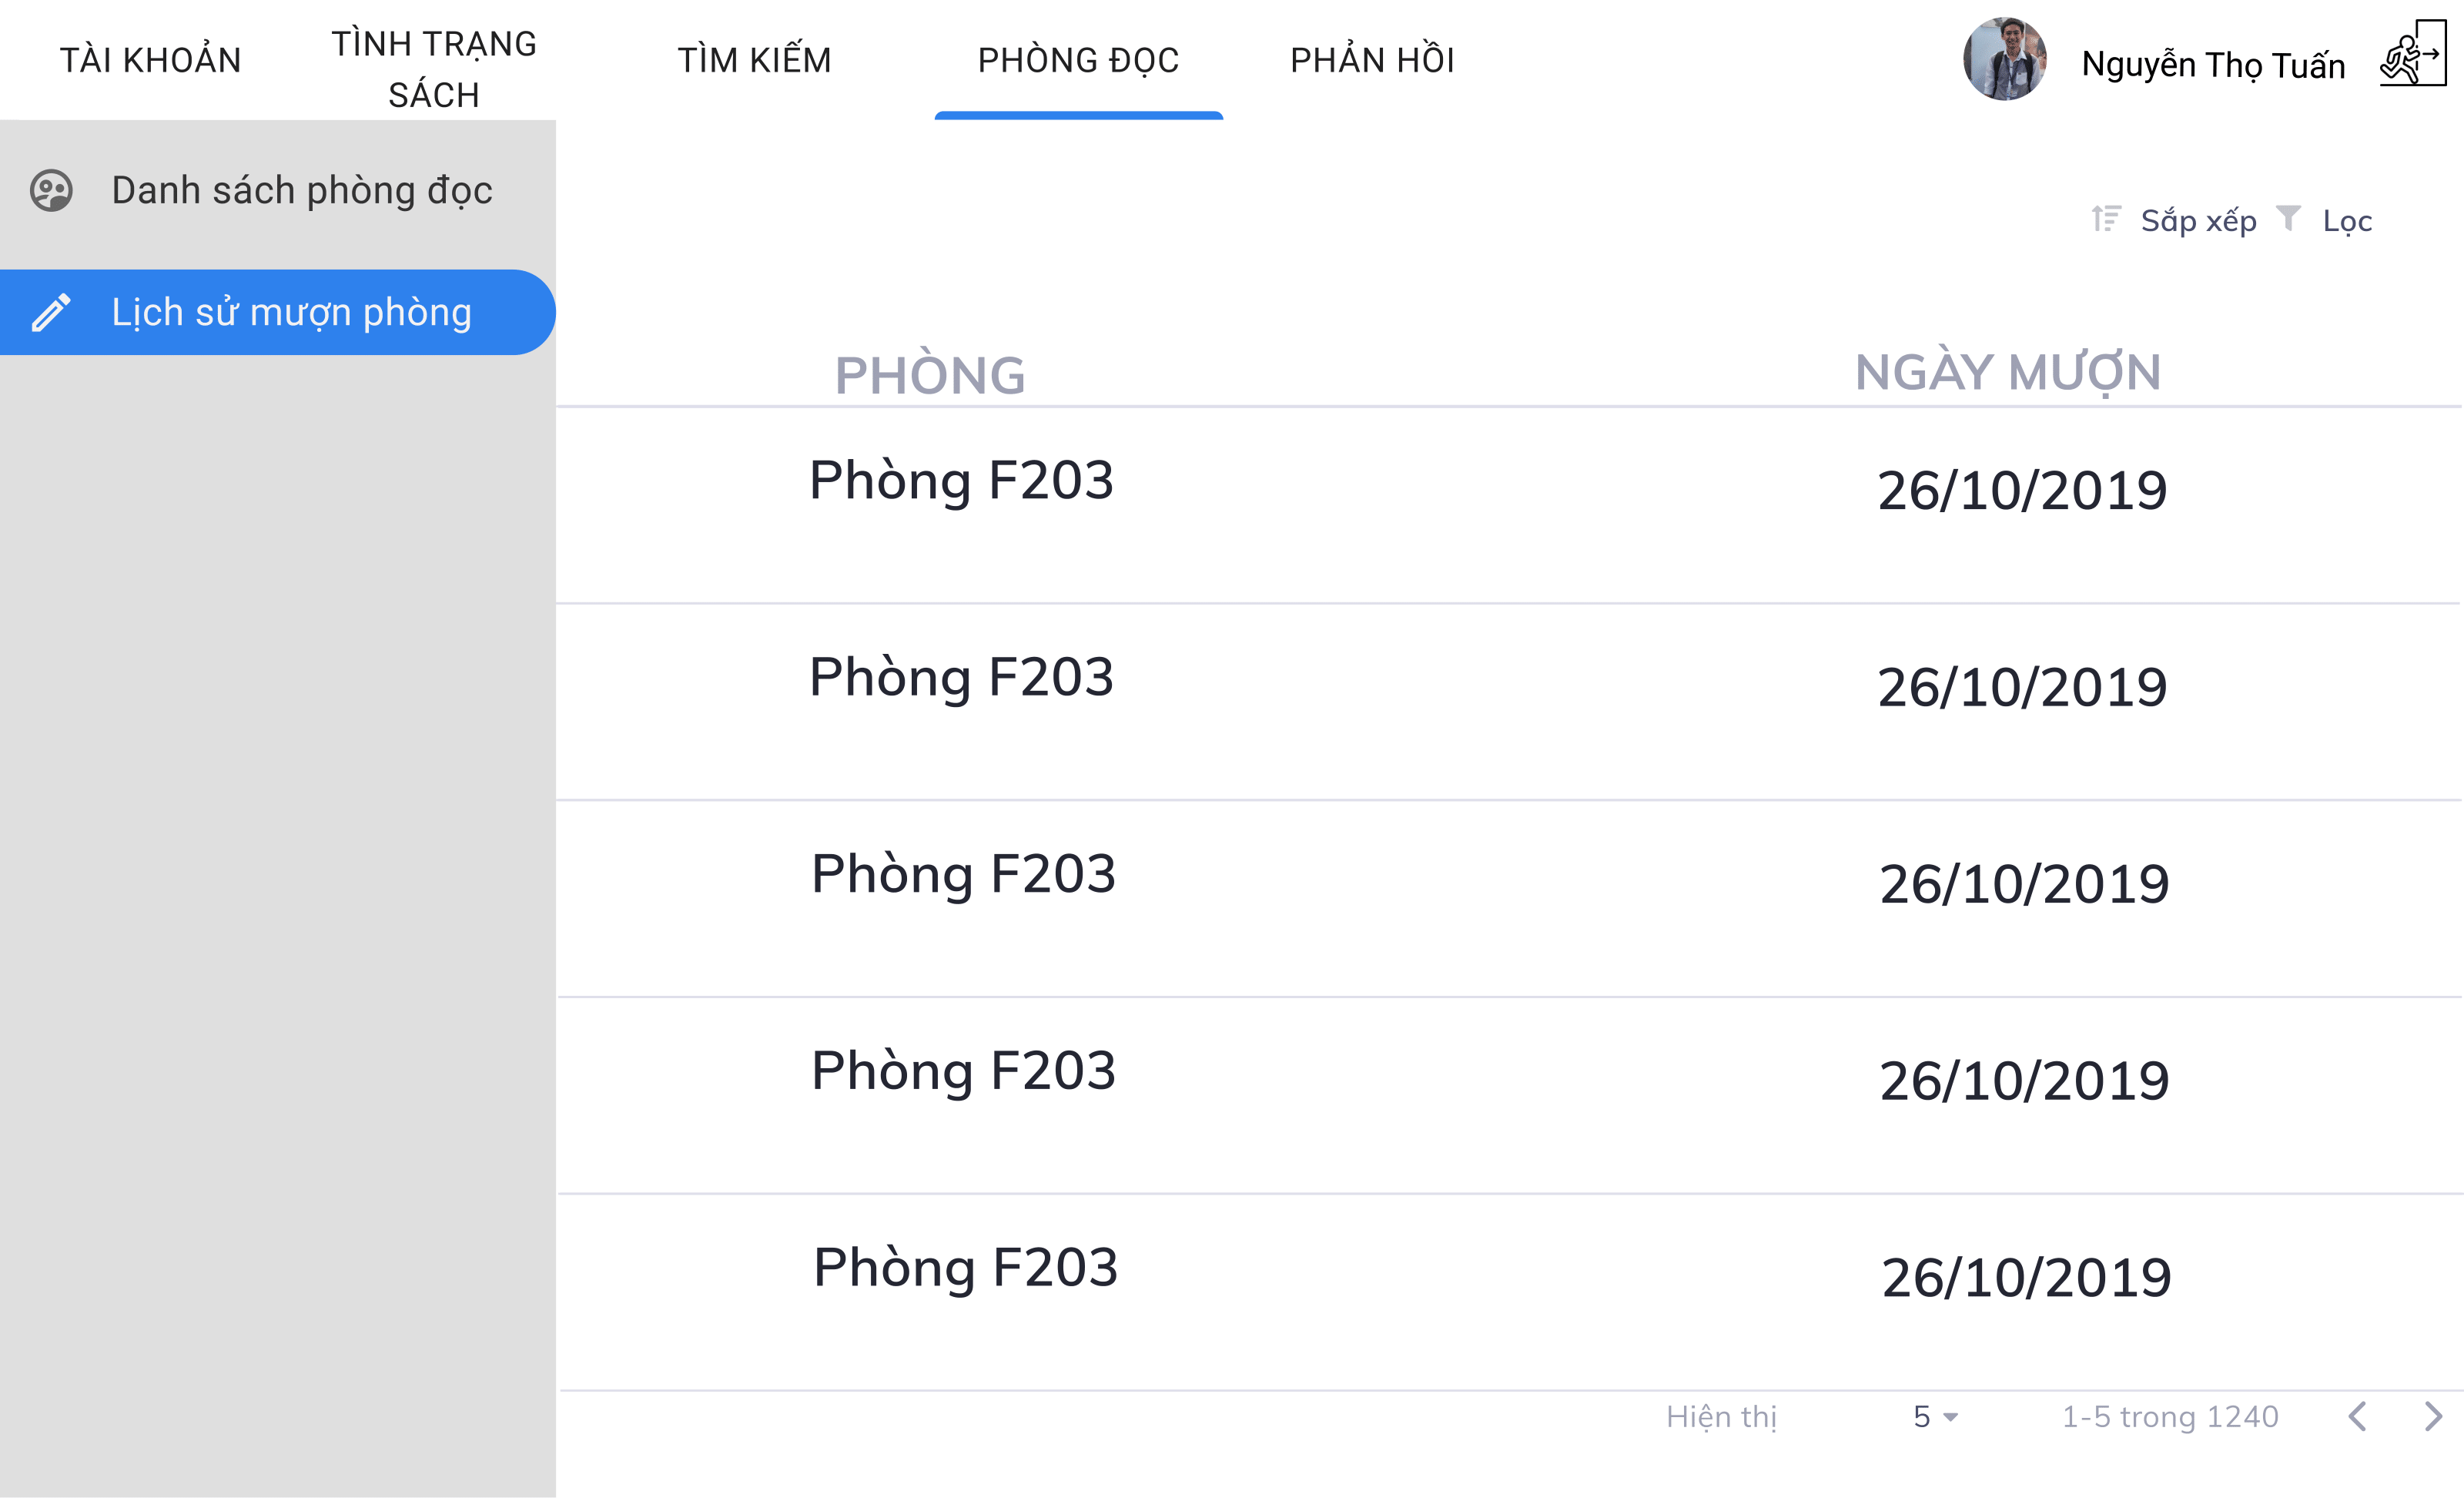 TÀI KHOẢN
TÌNH TRẠNG
SÁCH
TÌM KIẾM
PHÒNG ĐỌC
PHẢN HỒI
Nguyễn Thọ Tuấn
Danh sách phòng đọc
Lịch sử mượn phòng
Sắp xếp
Lọc
PHÒNG
NGÀY MƯỢN
Phòng F203
26/10/2019
Phòng F203
26/10/2019
Phòng F203
26/10/2019
Phòng F203
26/10/2019
Phòng F203
26/10/2019
Hiện thị
5
1-5 trong 1240